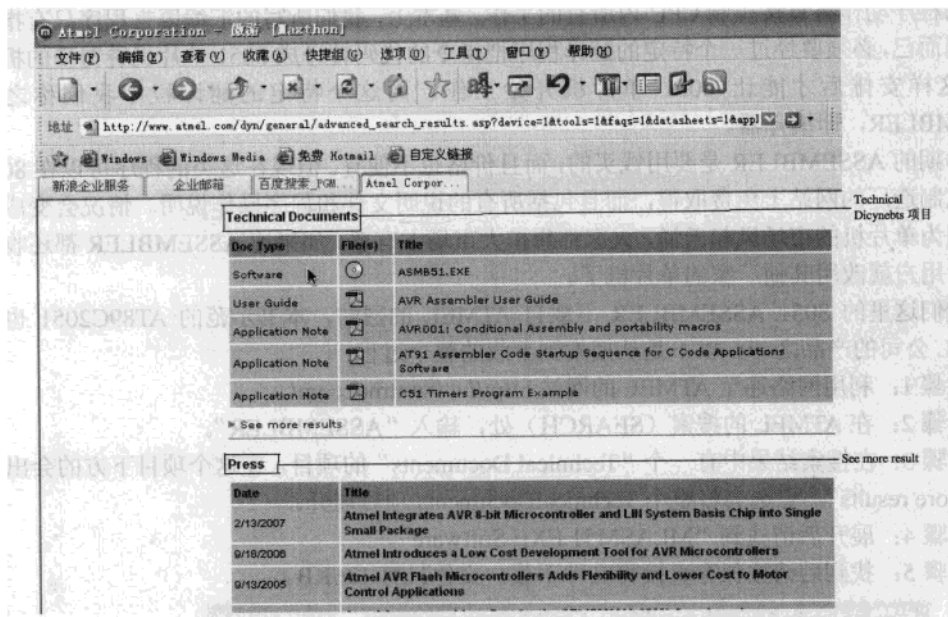 Atmel Corporation - 傲游 [Maxthon]
文件(F) 编辑(E) 查看(V) 收藏(A) 快捷组(G) 选项(O) 工具(T) 窗口(W) 帮助(H)
地址 http://www.atmel.com/dyn/general/advanced_search_results.asp?device=1&tools=1&faqs=1&datasheets=1&appl
Windows Windows Media 免费 Hotmail 自定义链接
新浪企业服务 企业邮箱 百度搜索_PGM... Atmel Corpor...
Technical Documents
Technical
Dicynebts 项目
Doc Type File(s) Title
Software ASMB51.EXE
User Guide AVR Assembler User Guide
Application Note AVR001: Conditional Assembly and portability macros
Application Note AT91 Assembler Code Startup Sequence for C Code Applications
Software
Application Note C51 Timers Program Example
See more results
See more result
Press
Date Title
2/13/2007 Atmel Integrates AVR 8-bit Microcontroller and LIN System Basis Chip into Single
Small Package
9/18/2006 Atmel Introduces a Low Cost Development Tool for AVR Microcontrollers
9/13/2005 Atmel AVR Flash Microcontrollers Adds Flexibility and Lower Cost to Motor
Control Applications